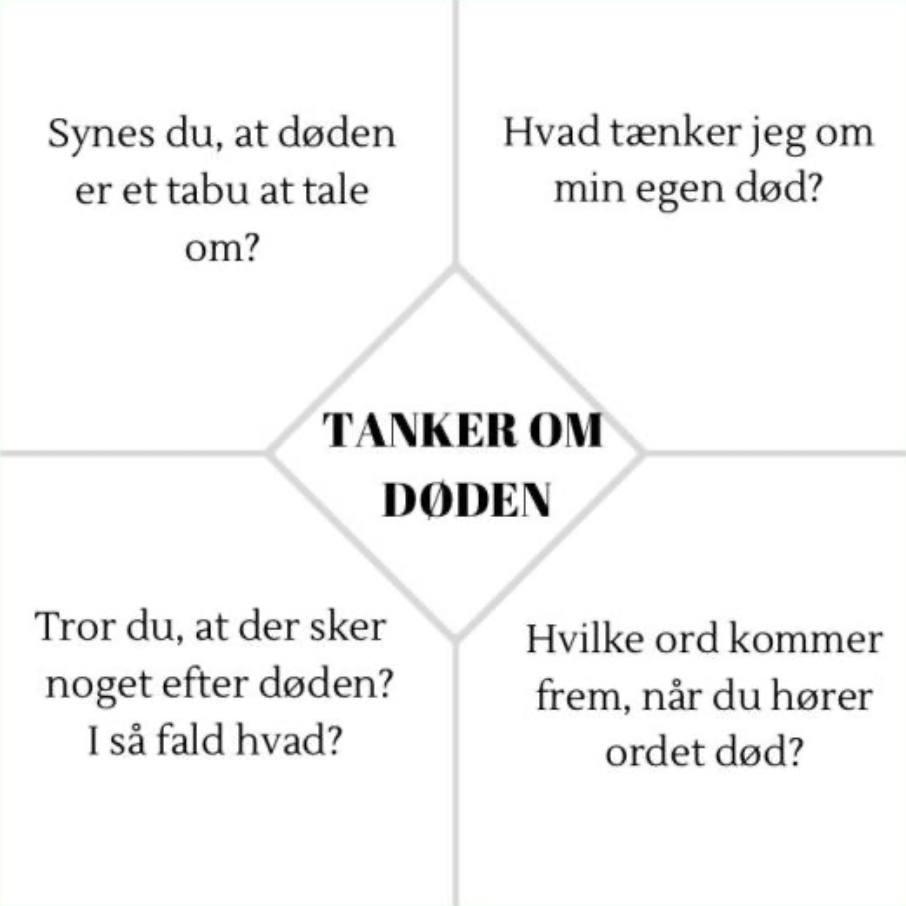 Synes du, at døden
er et tabu at tale
om?
Hvad tænker jeg om
min egen død?
TANKER OM
DØDEN
Tror du, at der sker
noget efter døden?
I så fald hvad?
Hvilke ord kommer
frem, når du hører
ordet død?